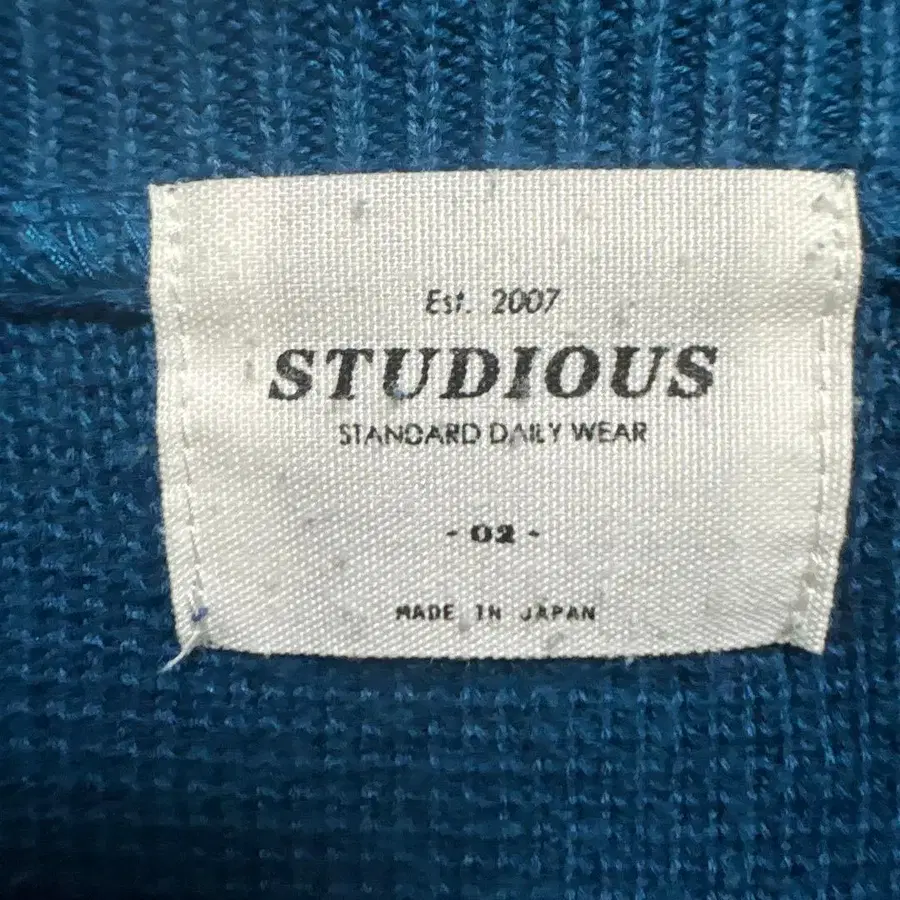 Est. 2007
STUDIOUS
STANDARD DAILY WEAR
- 02 -
MADE IN JAPAN